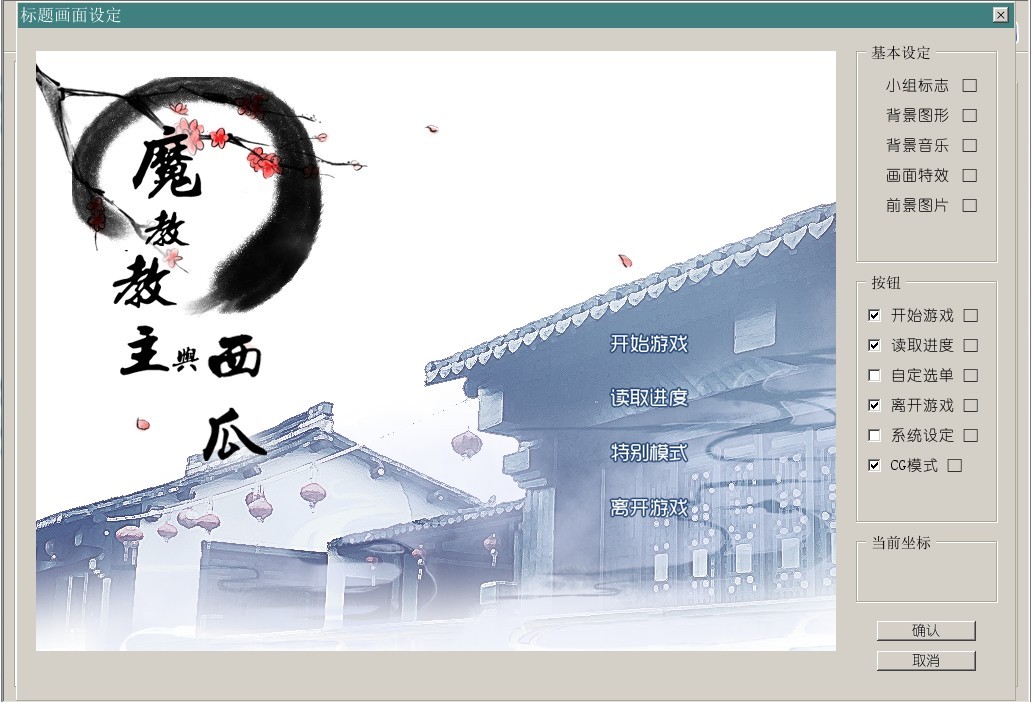 标题画面设定
魔
教
教
主與西
瓜
开始游戏
读取进度
特别模式
离开游戏
基本设定
小组标志
背景图形
背景音乐
画面特效
前景图片
按钮
开始游戏
读取进度
自定选单
离开游戏
系统设定
CG模式
当前坐标
确认
取消